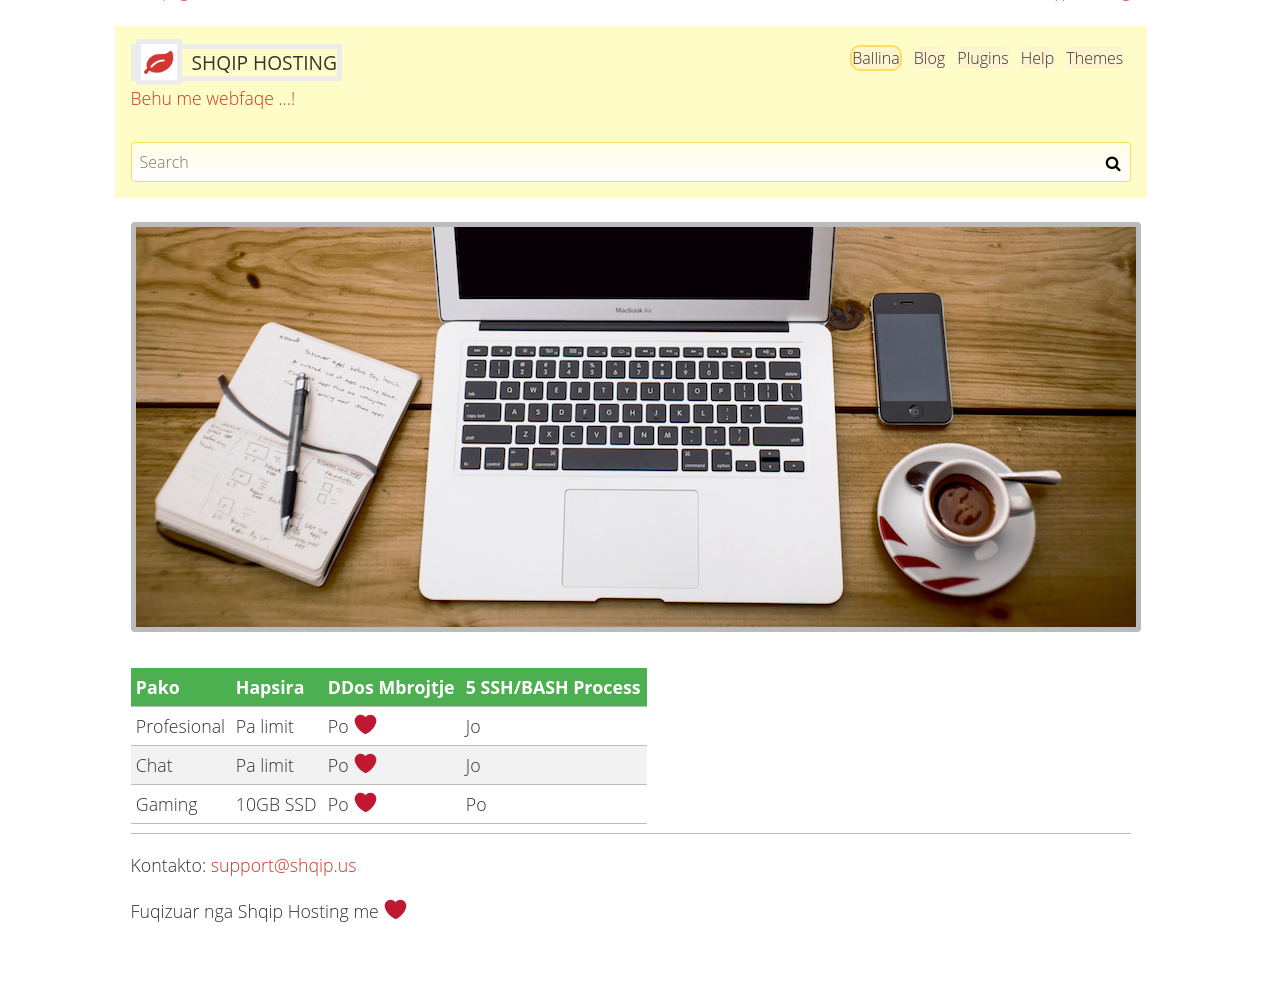 SHQIP HOSTING
Ballina Blog Plugins Help Themes
Behu me webfaqe ...!
Search
MacBook Air
Pako Hapsira DDos Mbrojtje 5 SSH/BASH Process
Profesional Pa limit Po ❤ Jo
Chat Pa limit Po ❤ Jo
Gaming 10GB SSD Po ❤ Po
Kontakto: support@shqip.us
Fuqizuar nga Shqip Hosting me ❤